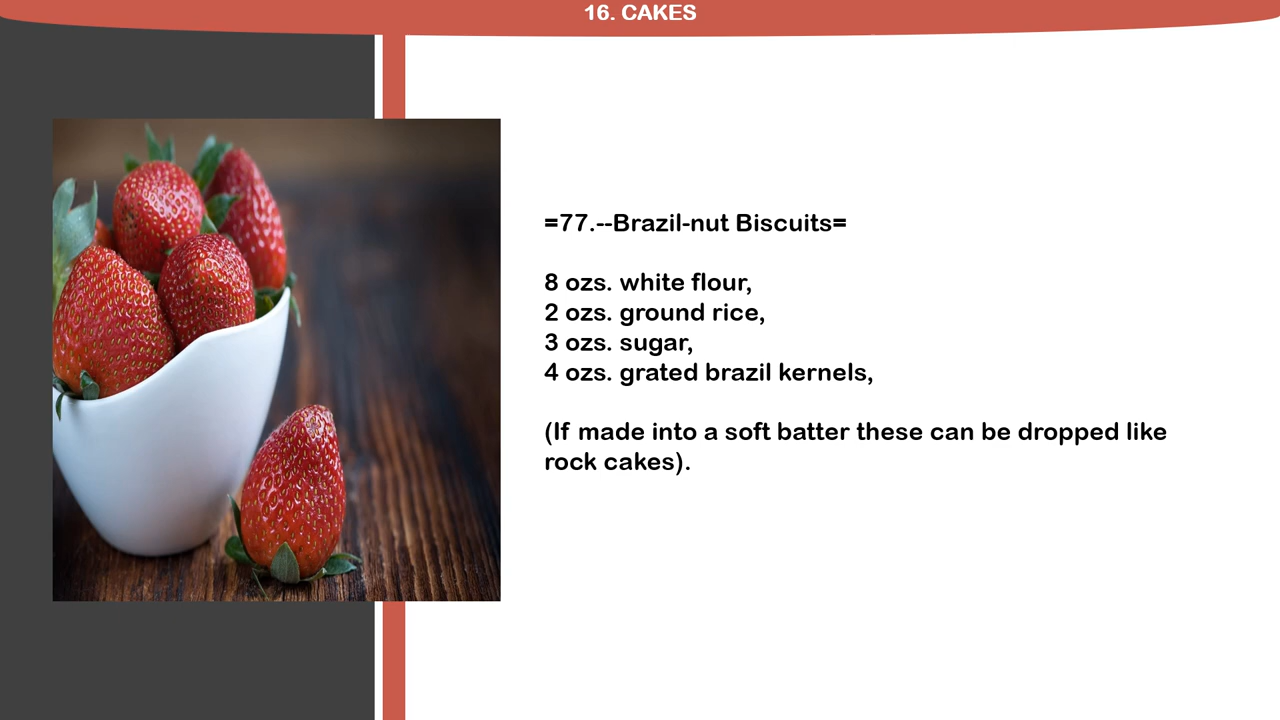 16. CAKES
=77.--Brazil-nut Biscuits=
8 ozs. white flour,
2 ozs. ground rice,
3 ozs. sugar,
4 ozs. grated brazil kernels,
(If made into a soft batter these can be dropped like
rock cakes).